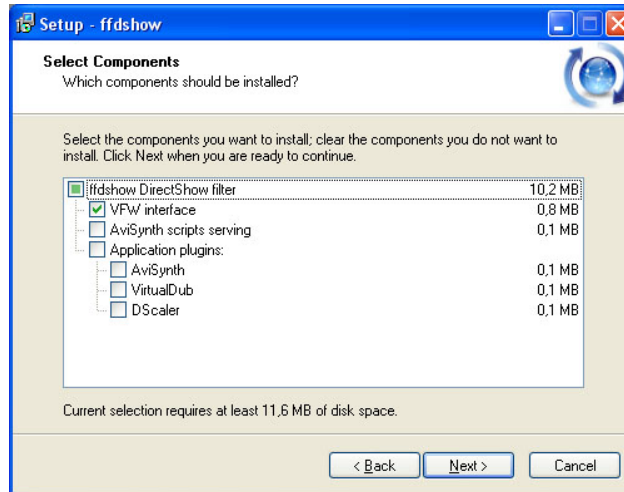 Setup - ffdshow
Select Components
Which components should be installed?
Select the components you want to install; clear the components you do not want to
install. Click Next when you are ready to continue.
ffdshow DirectShow filter 10,2 MB
VFW interface 0,8 MB
AviSynth scripts serving 0,1 MB
Application plugins:
AviSynth 0,1 MB
VirtualDub 0,1 MB
DScaler 0,1 MB
Current selection requires at least 11,6 MB of disk space.
< Back Next > Cancel